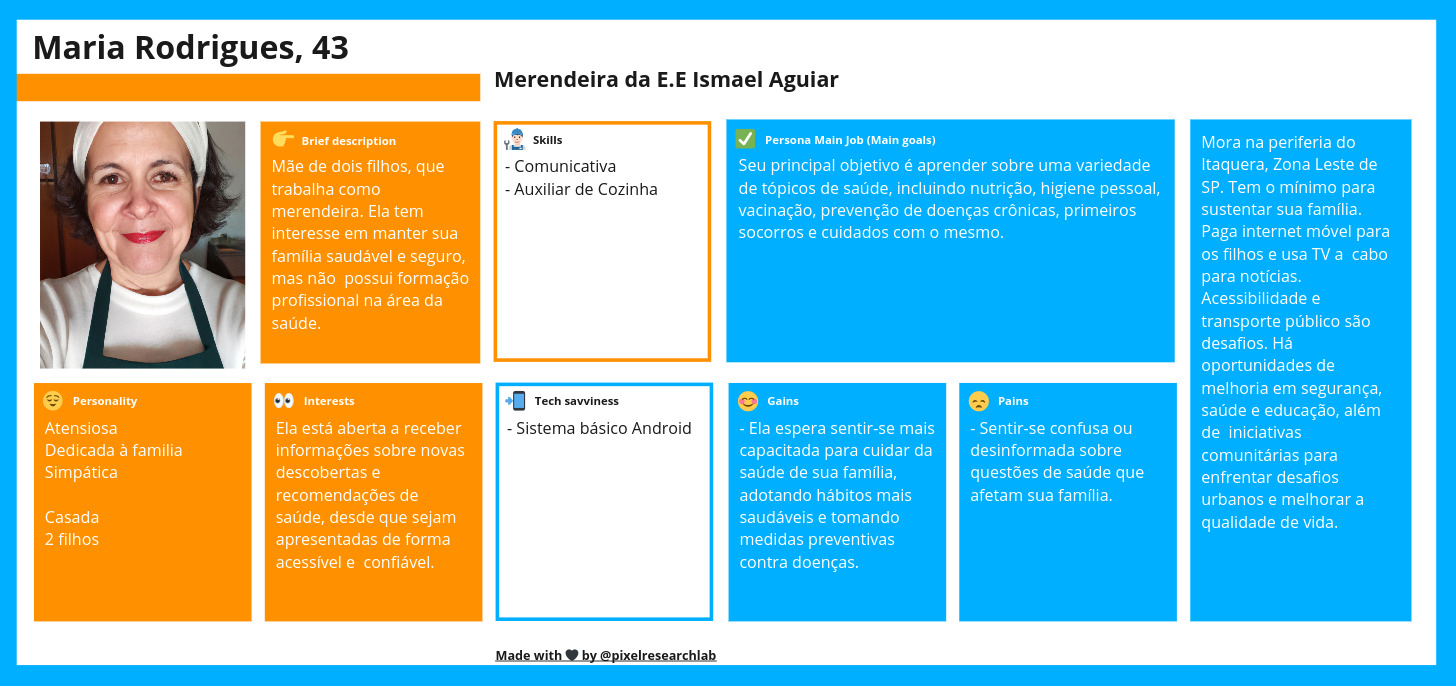 Maria Rodrigues, 43
Merendeira da E.E Ismael Aguiar
Brief description
Mãe de dois filhos, que
trabalha como
merendeira. Ela tem
interesse em manter sua
família saudável e seguro,
mas não  possui formação
profissional na área da
saúde.
Skills
- Comunicativa
- Auxiliar de Cozinha
Persona Main Job (Main goals)
Seu principal objetivo é aprender sobre uma variedade
de tópicos de saúde, incluindo nutrição, higiene pessoal,
vacinação, prevenção de doenças crônicas, primeiros
socorros e cuidados com o mesmo.
Mora na periferia do
Itaquera, Zona Leste de
SP. Tem o mínimo para
sustentar sua família.
Paga internet móvel para
os filhos e usa TV a  cabo
para notícias.
Acessibilidade e
transporte público são
desafios. Há
oportunidades de
melhoria em segurança,
saúde e educação, além
de  iniciativas
comunitárias para
enfrentar desafios
urbanos e melhorar a
qualidade de vida.
Personality
Atensiosa
Dedicada à familia
Simpática
Casada
2 filhos
Interests
Ela está aberta a receber
informações sobre novas
descobertas e
recomendações de
saúde, desde que sejam
apresentadas de forma
acessível e  confiável.
Tech savviness
- Sistema básico Android
Gains
- Ela espera sentir-se mais
capacitada para cuidar da
saúde de sua família,
adotando hábitos mais
saudáveis e tomando
medidas preventivas
contra doenças.
Pains
- Sentir-se confusa ou
desinformada sobre
questões de saúde que
afetam sua família.
Made with 🖤 by @pixelresearchlab